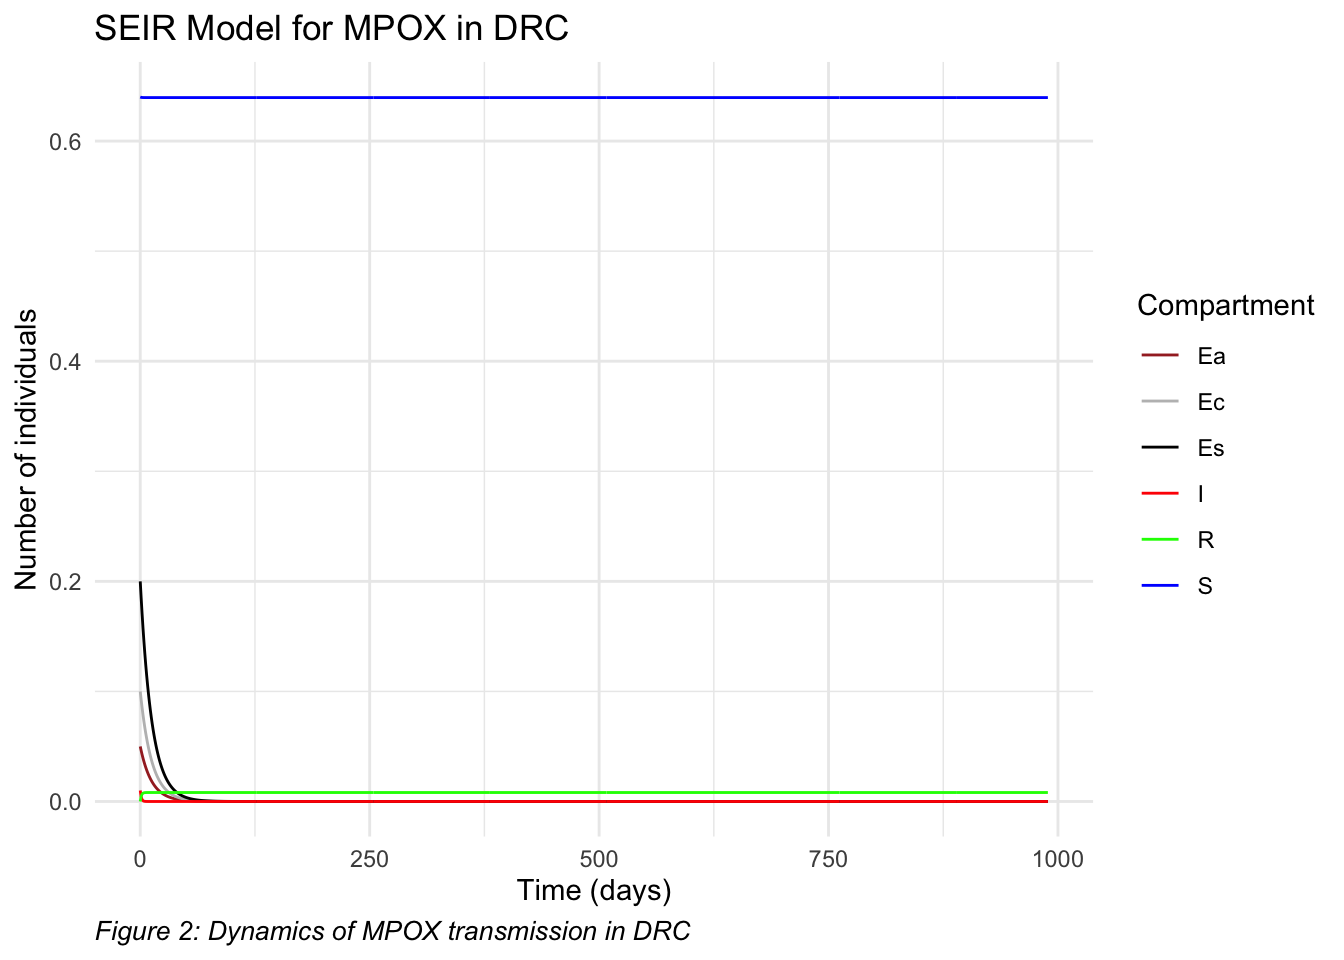 SEIR Model for MPOX in DRC
Number of individuals
0.6
0.4
0.2
0.0
0
250
500
750
1000
Time (days)
Compartment
Ea
Ec
Es
I
R
S
Figure 2: Dynamics of MPOX transmission in DRC